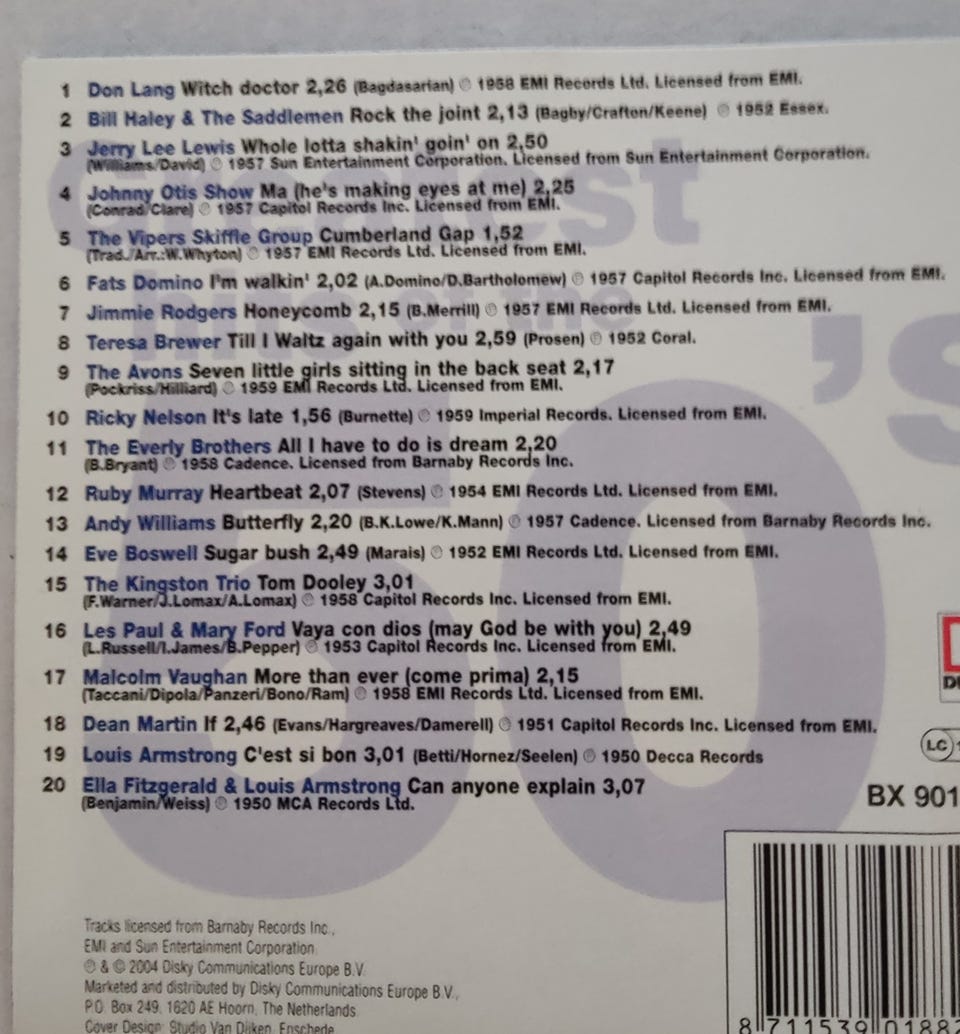 1 Don Lang Witch doctor 2,26 (Bagdasarian) ℗ 1958 EMI Records Ltd. Licensed from EMI.
2 Bill Haley & The Saddlemen Rock the joint 2,13 (Bagby/Crafton/Keene) ℗ 1952 Essex.
3 Jerry Lee Lewis Whole lotta shakin' goin' on 2,50
(Williams/David) ℗ 1957 Sun Entertainment Corporation. Licensed from Sun Entertainment Corporation.
4 Johnny Otis Show Ma (he's making eyes at me) 2,25
(Conrad/Clare) ℗ 1957 Capitol Records Inc. Licensed from EMI.
5 The Vipers Skiffle Group Cumberland Gap 1,52
(Trad./Arr.:W.Whyton) ℗ 1957 EMI Records Ltd. Licensed from EMI.
6 Fats Domino I'm walkin' 2,02 (A.Domino/D.Bartholomew) ℗ 1957 Capitol Records Inc. Licensed from EMI.
7 Jimmie Rodgers Honeycomb 2,15 (B.Merrill) ℗ 1957 EMI Records Ltd. Licensed from EMI.
8 Teresa Brewer Till I Waltz again with you 2,59 (Prosen) ℗ 1952 Coral.
9 The Avons Seven little girls sitting in the back seat 2,17
(Pockriss/Hilliard) ℗ 1959 EMI Records Ltd. Licensed from EMI.
10 Ricky Nelson It's late 1,56 (Burnette) ℗ 1959 Imperial Records. Licensed from EMI.
11 The Everly Brothers All I have to do is dream 2,20
(B.Bryant) ℗ 1958 Cadence. Licensed from Barnaby Records Inc.
12 Ruby Murray Heartbeat 2,07 (Stevens) ℗ 1954 EMI Records Ltd. Licensed from EMI.
13 Andy Williams Butterfly 2,20 (B.K.Lowe/K.Mann) ℗ 1957 Cadence. Licensed from Barnaby Records Inc.
14 Eve Boswell Sugar bush 2,49 (Marais) ℗ 1952 EMI Records Ltd. Licensed from EMI.
15 The Kingston Trio Tom Dooley 3,01
(F.Warner/J.Lomax/A.Lomax) ℗ 1958 Capitol Records Inc. Licensed from EMI.
16 Les Paul & Mary Ford Vaya con dios (may God be with you) 2,49
(L.Russell/I.James/B.Pepper) ℗ 1953 Capitol Records Inc. Licensed from EMI.
17 Malcolm Vaughan More than ever (come prima) 2,15
(Taccani/Dipola/Panzeri/Bono/Ram) ℗ 1958 EMI Records Ltd. Licensed from EMI.
18 Dean Martin If 2,46 (Evans/Hargreaves/Damerell) ℗ 1951 Capitol Records Inc. Licensed from EMI.
19 Louis Armstrong C'est si bon 3,01 (Betti/Hornez/Seelen) ℗ 1950 Decca Records
20 Ella Fitzgerald & Louis Armstrong Can anyone explain 3,07
(Benjamin/Weiss) ℗ 1950 MCA Records Ltd.
50's
LC
BX 901
Tracks licensed from Barnaby Records Inc.,
EMI and Sun Entertainment Corporation.
℗ & © 2004 Disky Communications Europe B.V.
Marketed and distributed by Disky Communications Europe B.V.,
P.O. Box 249, 1620 AE Hoorn, The Netherlands.
Cover Design: Studio Van Dijken, Enschede
8 711539 01882